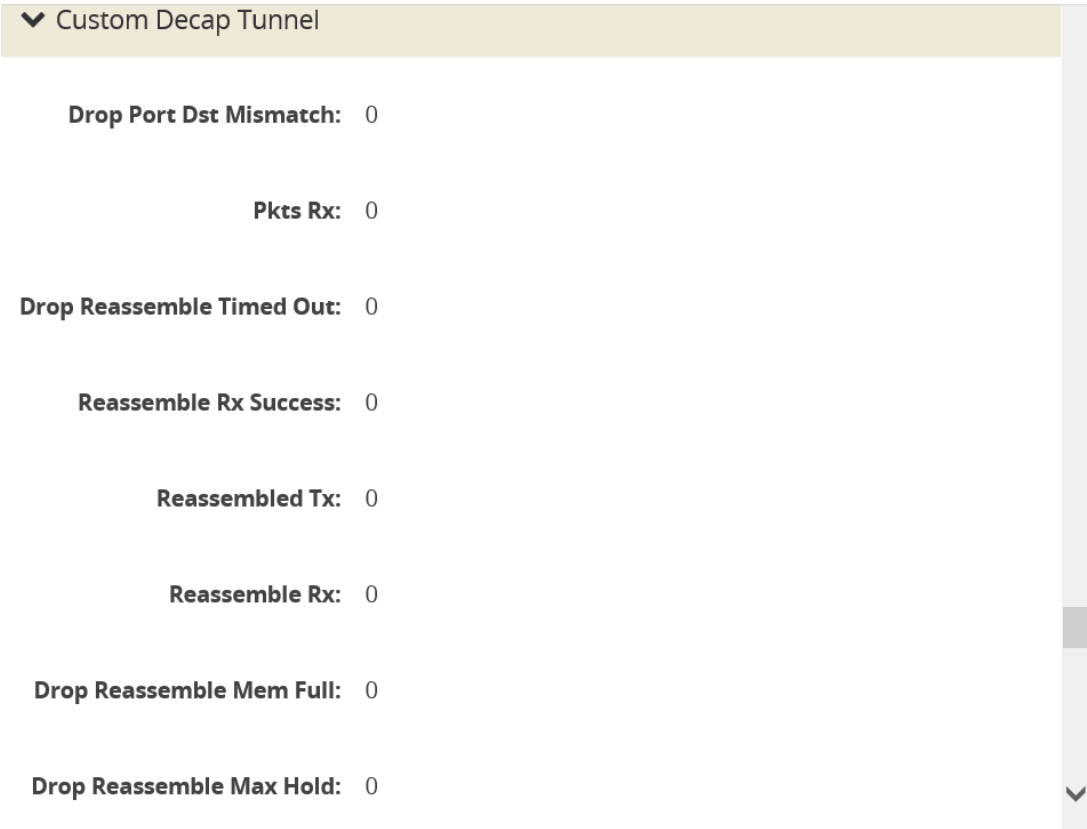 Custom Decap Tunnel
Drop Port Dst Mismatch: 0
Pkts Rx: 0
Drop Reassemble Timed Out: 0
Reassemble Rx Success: 0
Reassembled Tx: 0
Reassemble Rx: 0
Drop Reassemble Mem Full: 0
Drop Reassemble Max Hold: 0